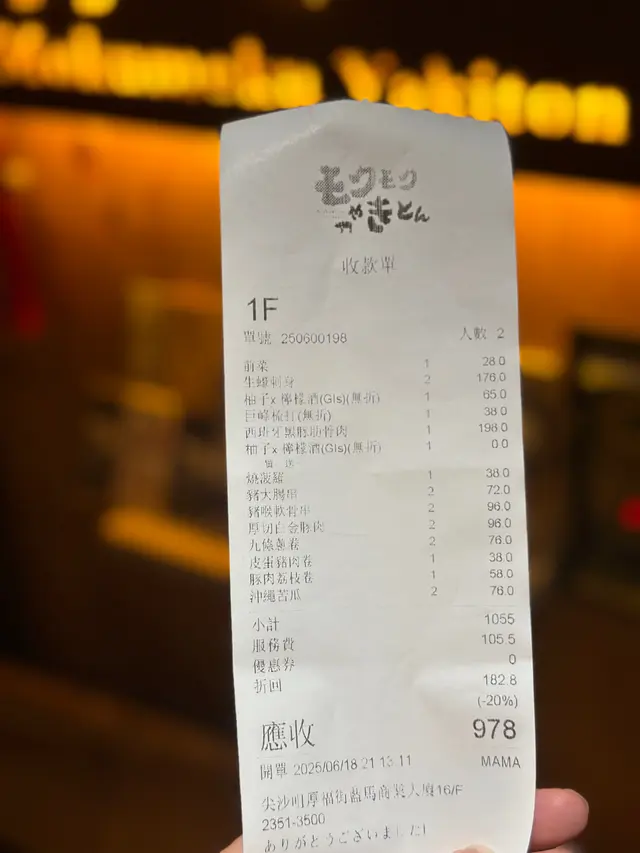 Yakiton
モクモク
やきとん
收款單
1F
單號 250600198 人數 2
前菜 1 28.0
生蠔刺身 2 176.0
柚子x 檸檬酒(Gls)(無折) 1 65.0
巨峰梳打(無折) 1 38.0
西班牙黑豚肋骨肉 1 198.0
柚子x 檸檬酒(Gls)(無折) 1 0.0
贈送
燒菠蘿 1 38.0
豬大腸串 2 72.0
豬喉軟骨串 2 96.0
厚切白金豚肉 2 96.0
九條蔥卷 2 76.0
皮蛋豬肉卷 1 38.0
豚肉荔枝卷 1 58.0
沖繩苦瓜 2 76.0
小計 1055
服務費 105.5
優惠券 0
折回 182.8
(-20%)
應收 978
開單 2025/06/18 21:13:11 MAMA
尖沙咀厚福街藍馬商業大廈16/F
2351-3500
ありがとうございました!